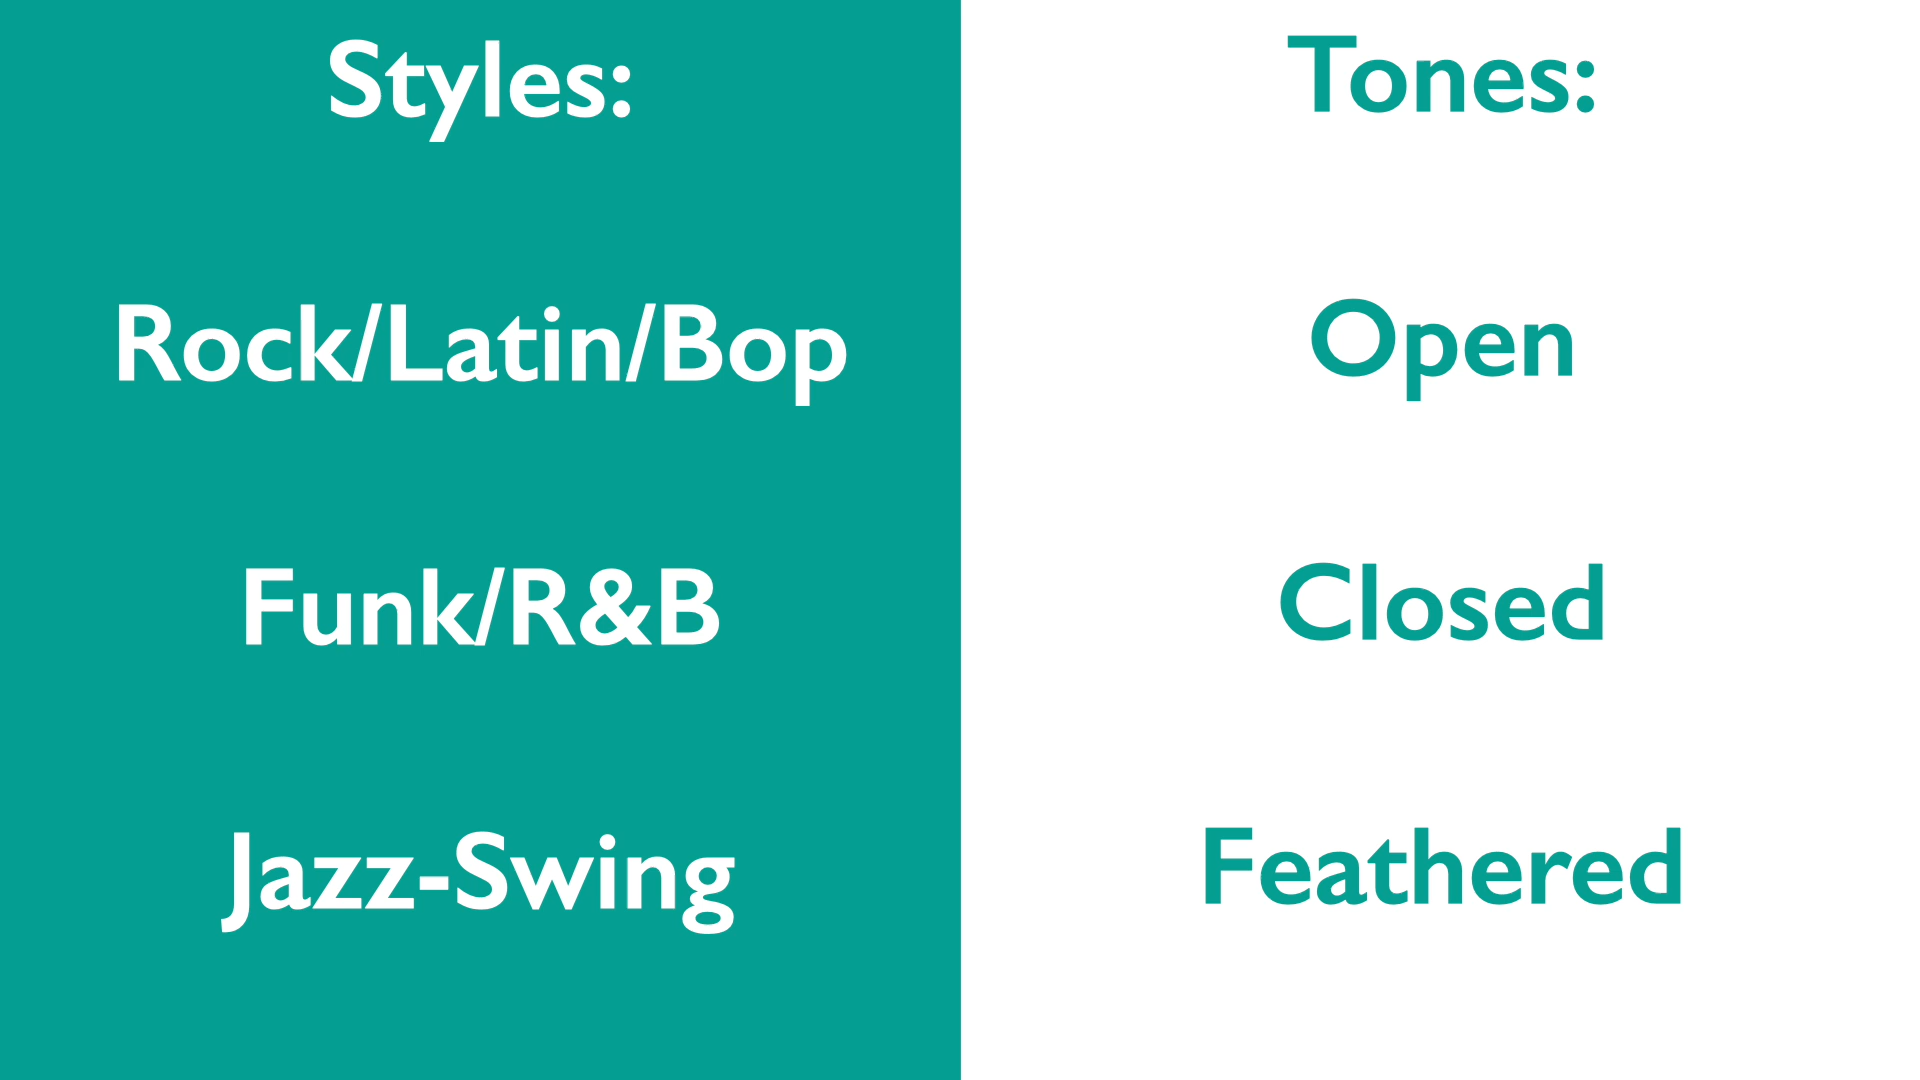 Styles:
Rock/Latin/Bop
Funk/R&B
Jazz-Swing
Tones:
Open
Closed
Feathered